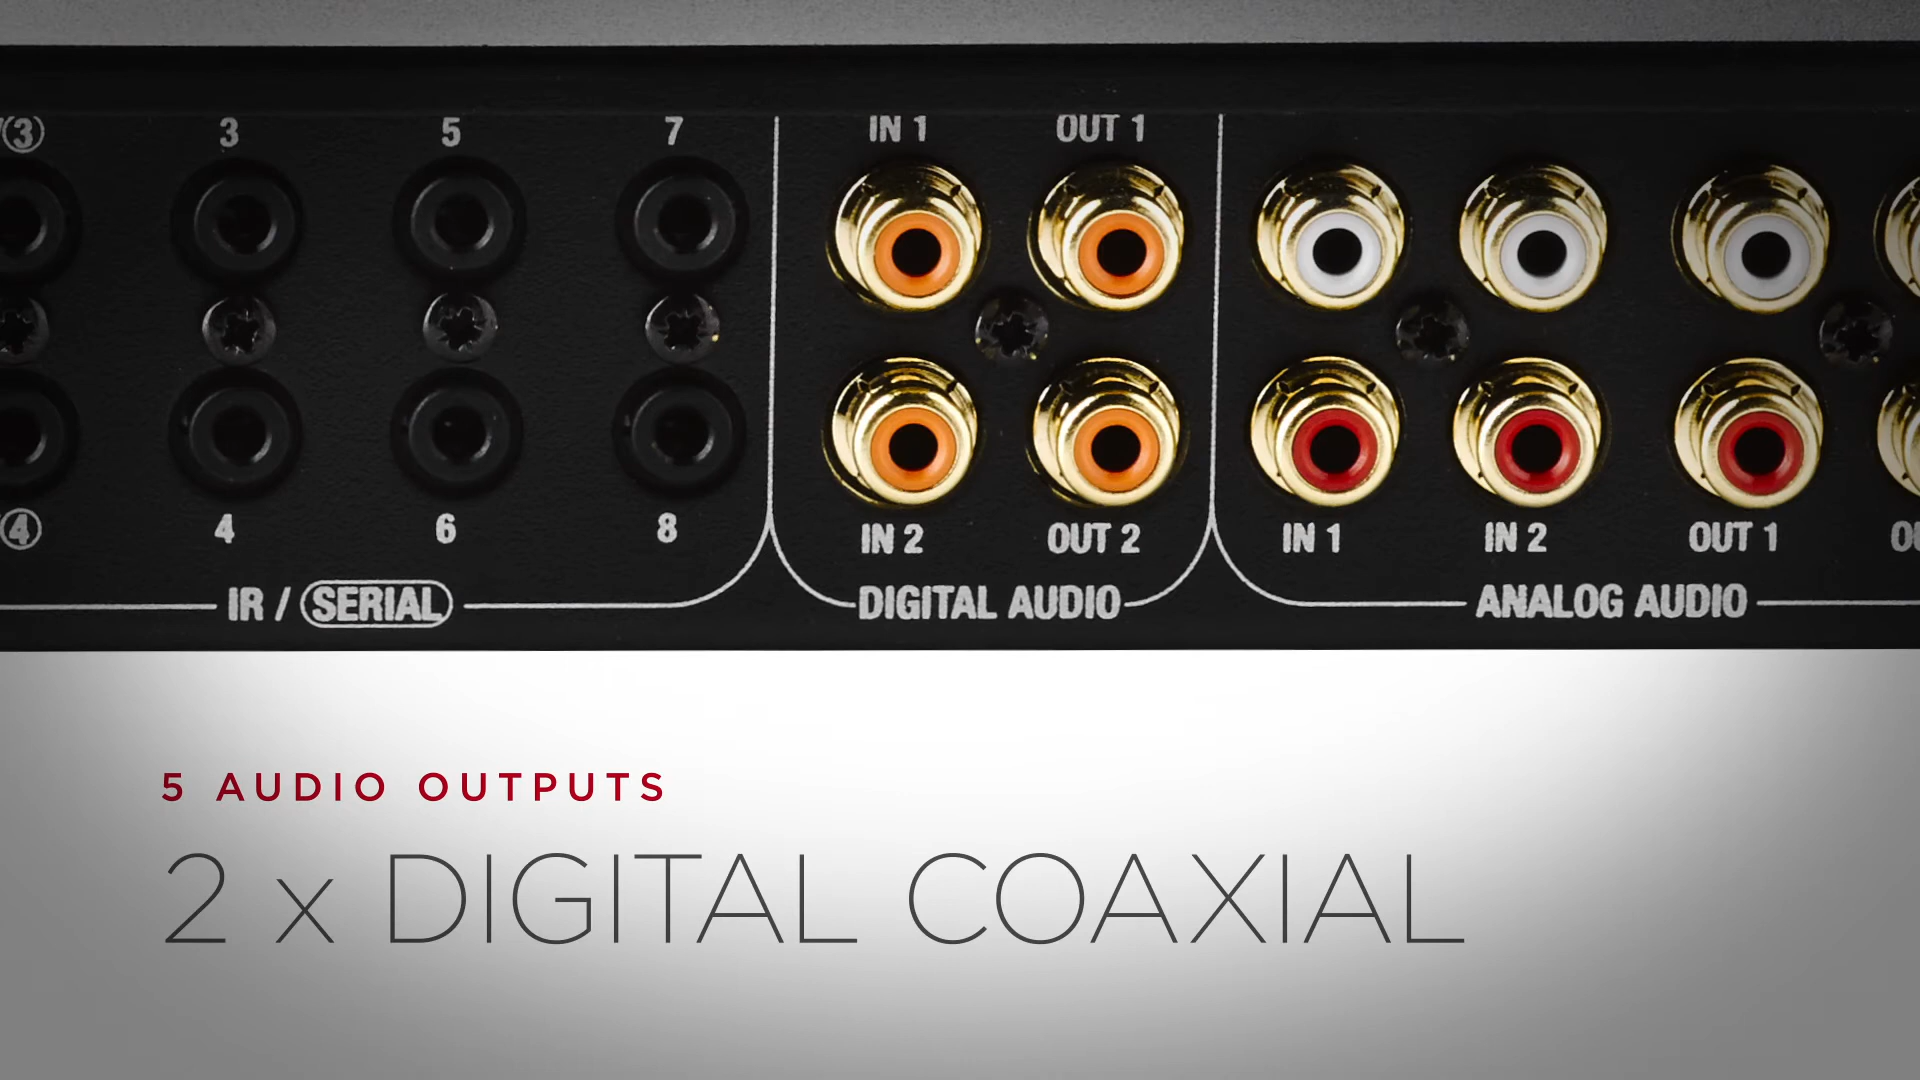 (3) 3 5 7 IN 1 OUT 1
IN 2 OUT 2 IN 1 IN 2 OUT 1
(4) 4 6 8
IR / SERIAL DIGITAL AUDIO ANALOG AUDIO
5 AUDIO OUTPUTS
2 x DIGITAL COAXIAL